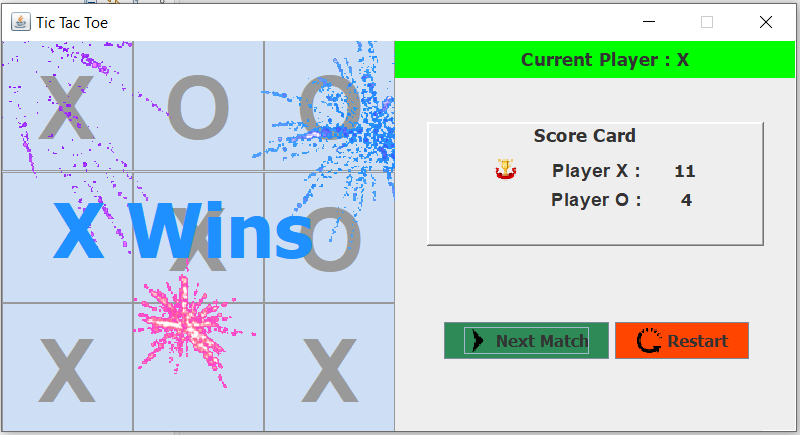 Tic Tac Toe
Current Player : X
X O O
Score Card
Player X : 11
Player O : 4
X Wins
X O
X X
Next Match Restart